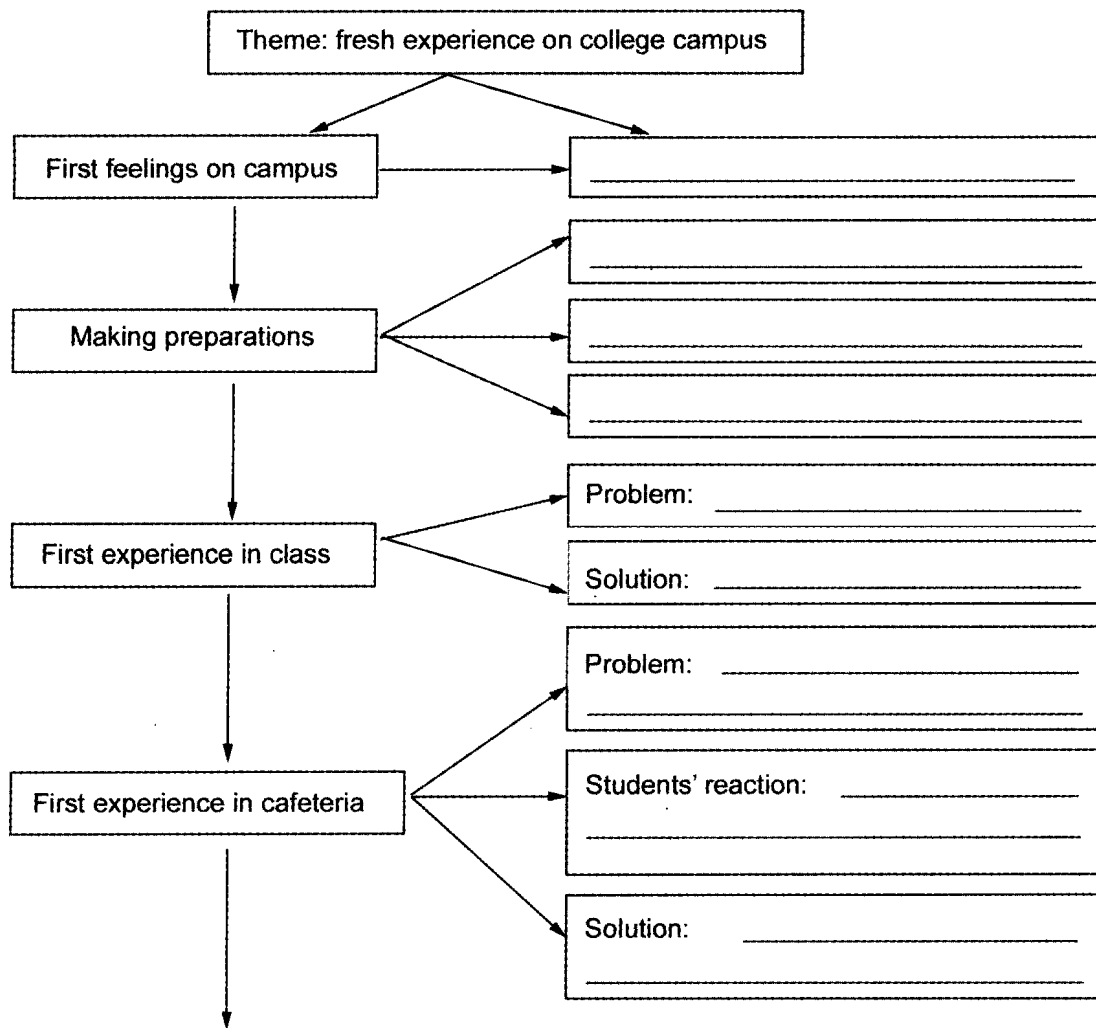 Theme: fresh experience on college campus
First feelings on campus
Making preparations
First experience in class
Problem:
Solution:
First experience in cafeteria
Problem:
Students’ reaction:
Solution: